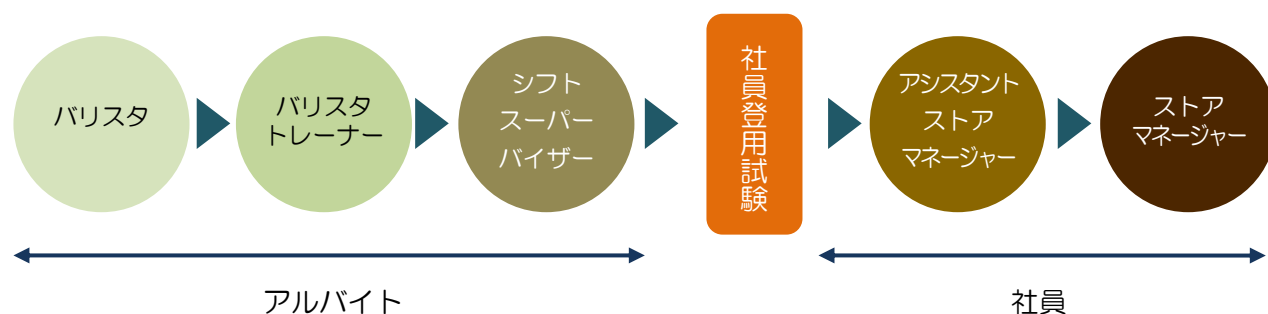 バリスタ
バリスタ
トレーナー
シフト
スーパー
バイザー
社員登用試験
アシスタント
ストア
マネージャー
ストア
マネージャー
アルバイト
社員